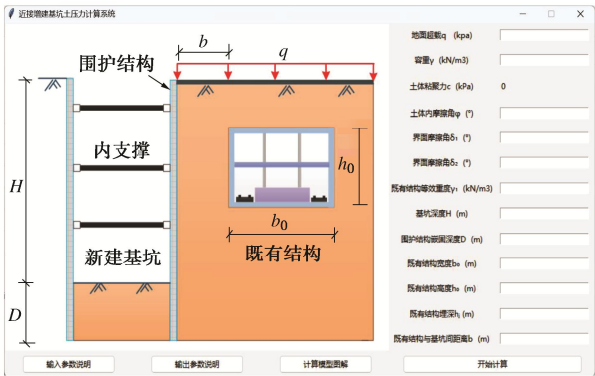 近接增建基坑土压力计算系统
b
q
围护结构
内支撑
H
h₀
b₀
新建基坑
既有结构
D
地面超载q （kpa）
容重γ（kN/m3）
土体粘聚力c（kPa） 0
土体内摩擦角φ（°）
界面摩擦角δ₁（°）
界面摩擦角δ₂（°）
既有结构等效重度γ₁（kN/m3）
基坑深度H（m）
围护结构嵌固深度D（m）
既有结构宽度b₀（m）
既有结构高度h₀（m）
既有结构埋深hⱼ（m）
既有结构与基坑间距离b（m）
输入参数说明
输出参数说明
计算模型图解
开始计算